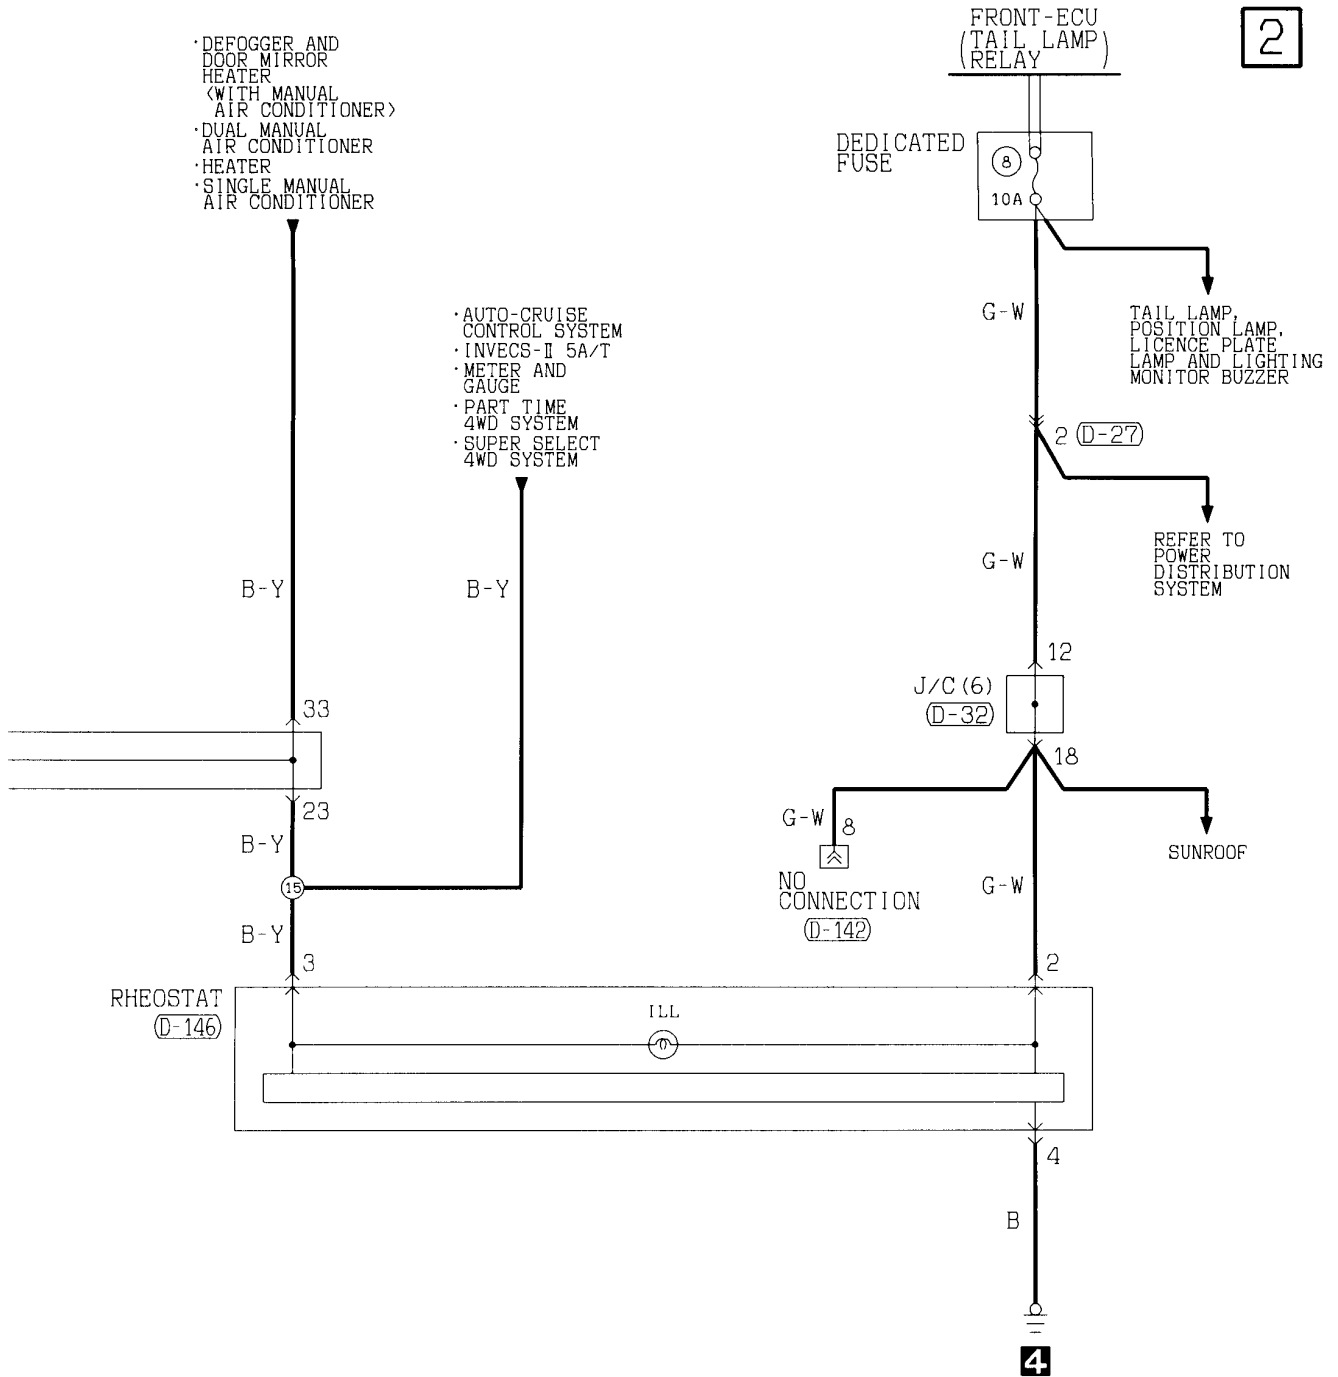 FRONT-ECU
(TAIL LAMP)
RELAY
2
·DEFOGGER AND
DOOR MIRROR
HEATER
<WITH MANUAL
AIR CONDITIONER>
·DUAL MANUAL
AIR CONDITIONER
·HEATER
·SINGLE MANUAL
AIR CONDITIONER
DEDICATED
FUSE
8
10A
G-W
TAIL LAMP,
POSITION LAMP,
LICENCE PLATE
LAMP AND LIGHTING
MONITOR BUZZER
·AUTO-CRUISE
CONTROL SYSTEM
·INVECS-Ⅱ 5A/T
·METER AND
GAUGE
·PART TIME
4WD SYSTEM
·SUPER SELECT
4WD SYSTEM
2 (D-27)
REFER TO
POWER
DISTRIBUTION
SYSTEM
G-W
B-Y
B-Y
12
J/C (6)
(D-32)
18
33
23
B-Y
G-W 8
SUNROOF
NO
CONNECTION
(D-142)
G-W
15
B-Y
3
2
RHEOSTAT
(D-146)
ILL
4
B
4